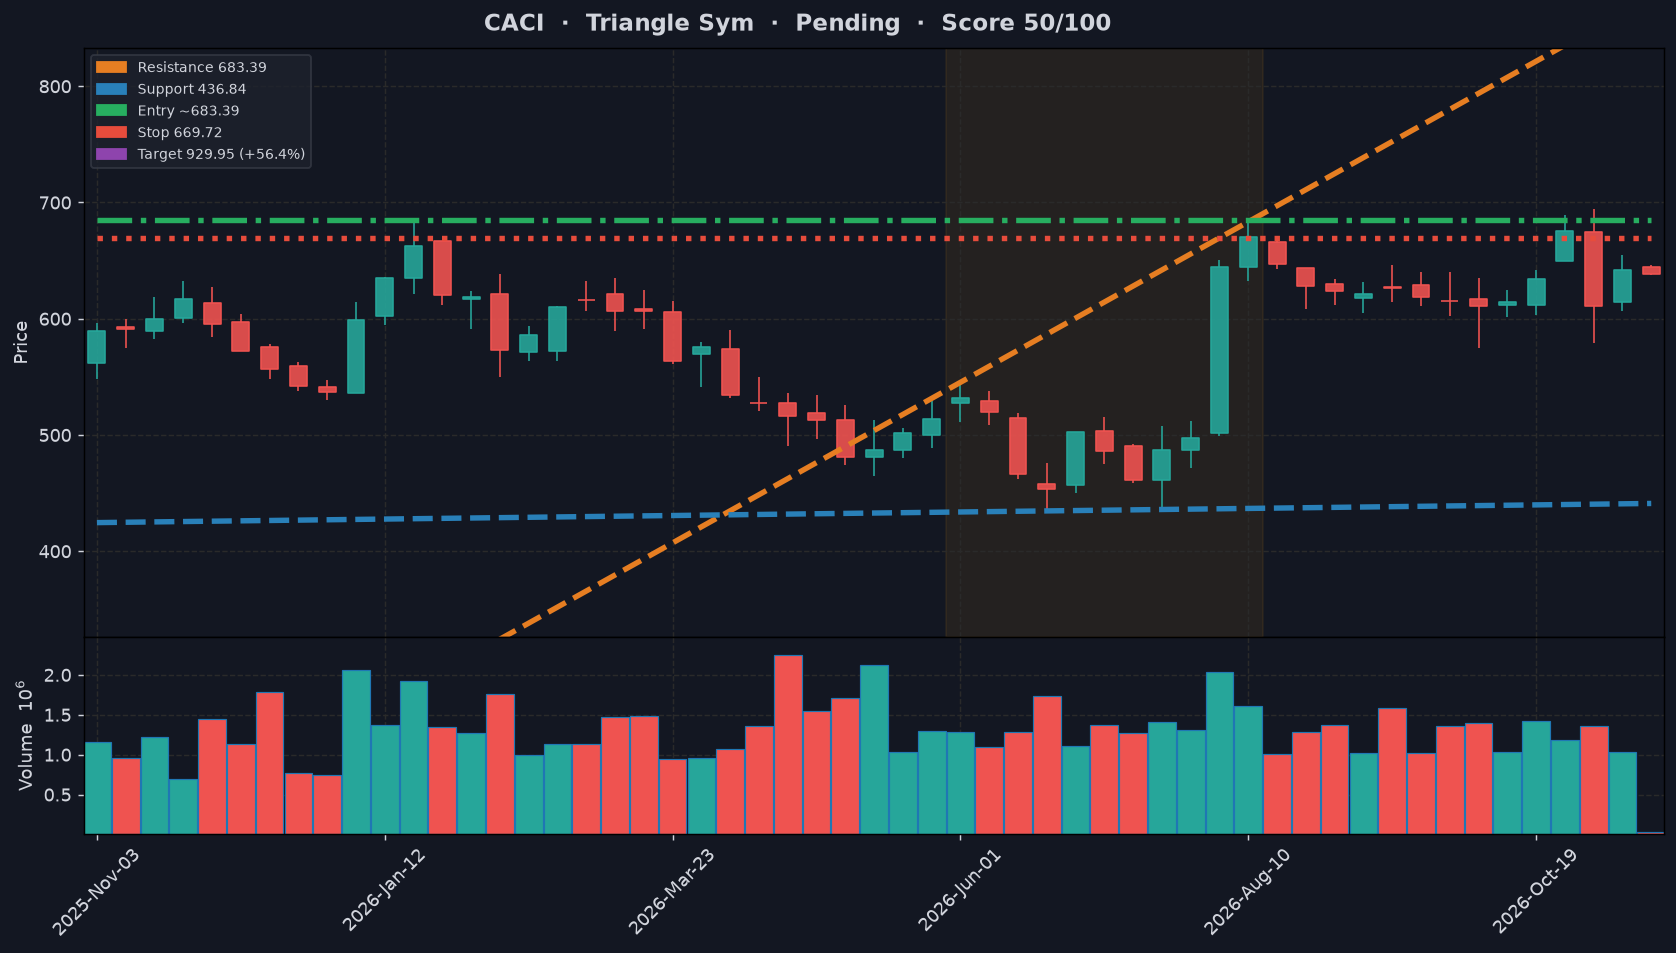 CACI · Triangle Sym · Pending · Score 50/100
Resistance 683.39
Support 436.84
Entry ~683.39
Stop 669.72
Target 929.95 (+56.4%)
Price
800
700
600
500
400
Volume 10⁶
2.0
1.5
1.0
0.5
2025-Nov-03
2026-Jan-12
2026-Mar-23
2026-Jun-01
2026-Aug-10
2026-Oct-19